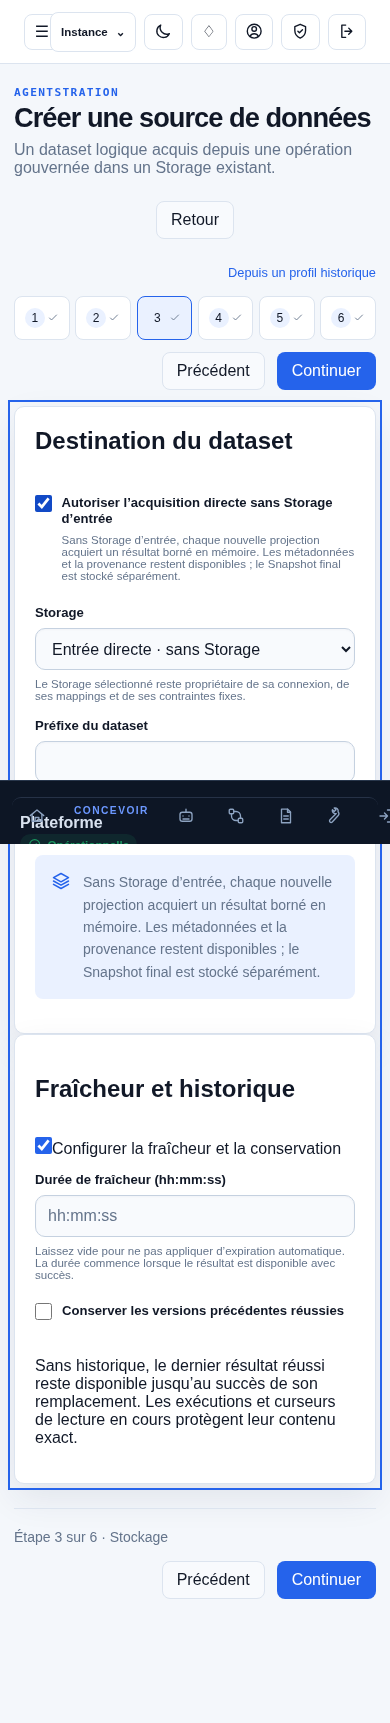 Instance
AGENTSTRATION
Créer une source de données
Un dataset logique acquis depuis une opération
gouvernée dans un Storage existant.
Retour
Depuis un profil historique
1 2 3 4 5 6
Précédent Continuer
Destination du dataset
Autoriser l’acquisition directe sans Storage
d’entrée
Sans Storage d’entrée, chaque nouvelle projection
acquiert un résultat borné en mémoire. Les métadonnées
et la provenance restent disponibles ; le Snapshot final
est stocké séparément.
Storage
Entrée directe · sans Storage
Le Storage sélectionné reste propriétaire de sa connexion, de
ses mappings et de ses contraintes fixes.
Préfixe du dataset
CONCEVOIR
Plateforme
Opérationnelle
Sans Storage d’entrée, chaque nouvelle
projection acquiert un résultat borné en
mémoire. Les métadonnées et la
provenance restent disponibles ; le
Snapshot final est stocké séparément.
Fraîcheur et historique
Configurer la fraîcheur et la conservation
Durée de fraîcheur (hh:mm:ss)
hh:mm:ss
Laissez vide pour ne pas appliquer d’expiration automatique.
La durée commence lorsque le résultat est disponible avec
succès.
Conserver les versions précédentes réussies
Sans historique, le dernier résultat réussi
reste disponible jusqu’au succès de son
remplacement. Les exécutions et curseurs
de lecture en cours protègent leur contenu
exact.
Étape 3 sur 6 · Stockage
Précédent Continuer